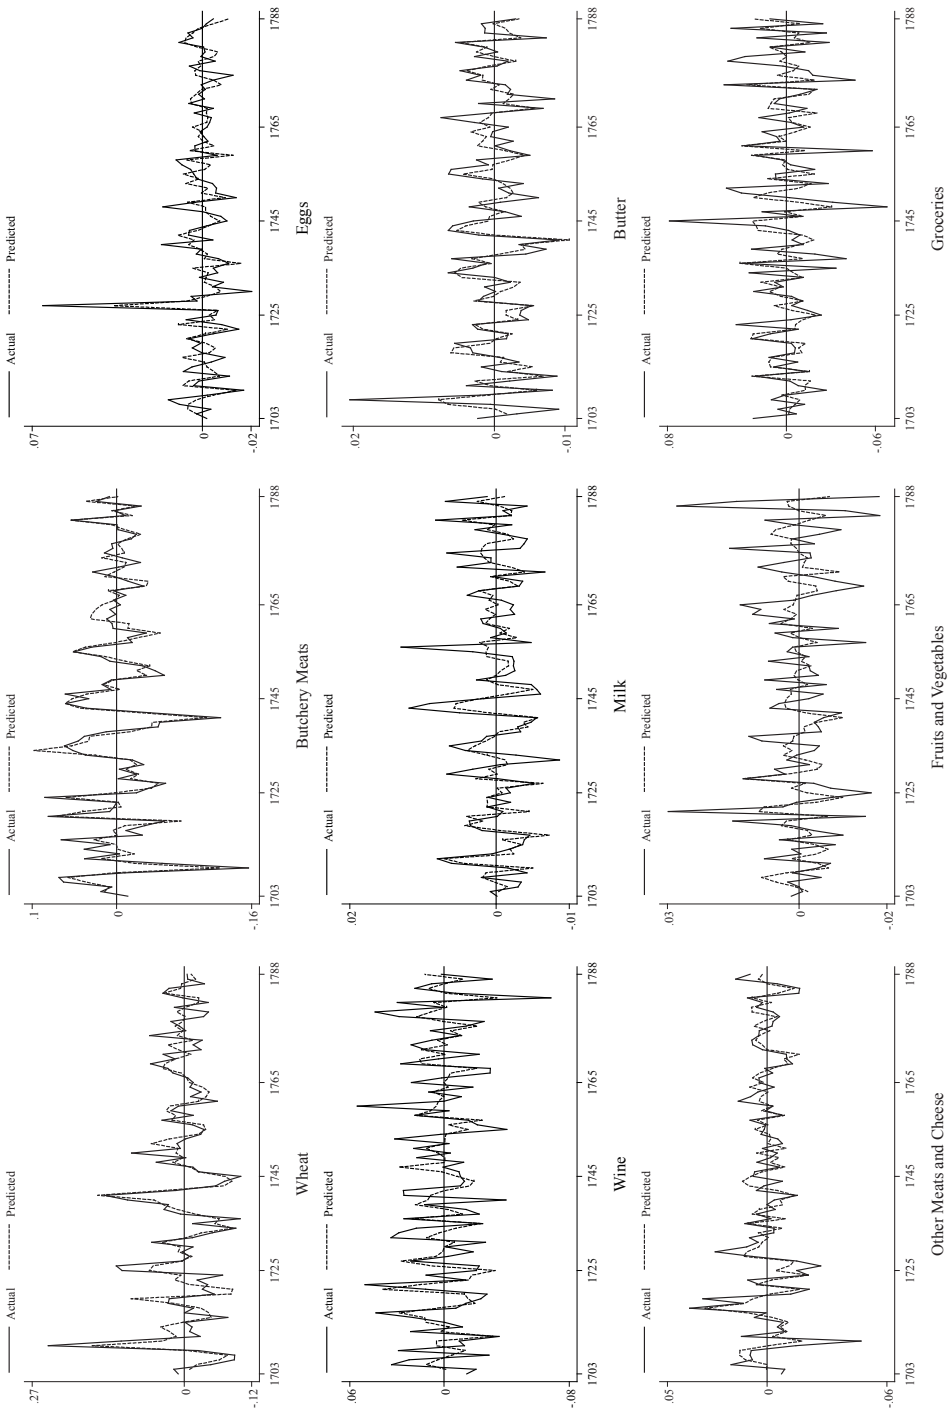 Actual Predicted
.27
0
-.12
1703 1725 1745 1765 1788
Wheat
Actual Predicted
.1
0
-.16
1703 1725 1745 1765 1788
Butchery Meats
Actual Predicted
.07
0
-.02
1703 1725 1745 1765 1788
Eggs
Actual Predicted
.06
0
-.08
1703 1725 1745 1765 1788
Wine
Actual Predicted
.02
0
-.01
1703 1725 1745 1765 1788
Milk
Actual Predicted
.02
0
-.01
1703 1725 1745 1765 1788
Butter
Actual Predicted
.05
0
-.06
1703 1725 1745 1765 1788
Other Meats and Cheese
Actual Predicted
.03
0
-.02
1703 1725 1745 1765 1788
Fruits and Vegetables
Actual Predicted
.08
0
-.06
1703 1725 1745 1765 1788
Groceries